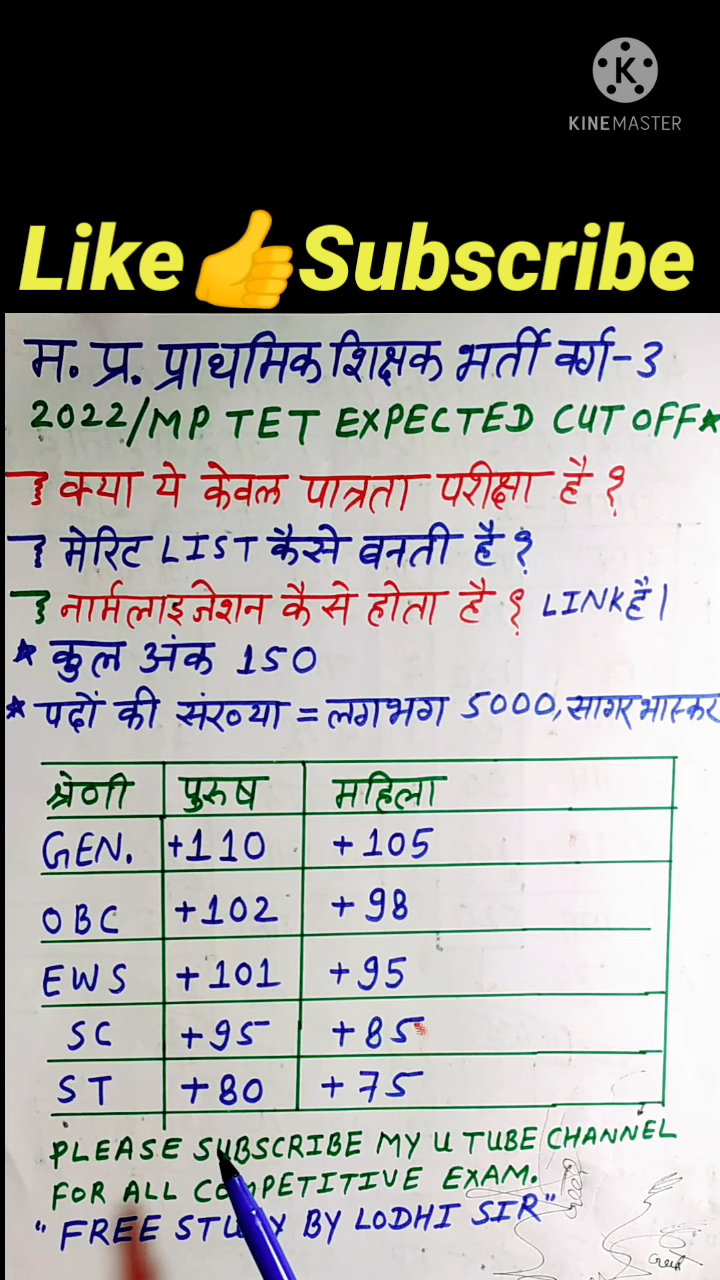 K
KINEMASTER
Like Subscribe
म. प्र. प्राथमिक शिक्षक भर्ती वर्ग-3
2022/MP TET EXPECTED CUT OFF★
क्या ये केवल पात्रता परीक्षा है ?
मेरिट LIST कैसे बनती है ?
नार्मलाइजेशन कैसे होता है ? LINK है।
★ कुल अंक 150
★ पदों की संख्या = लगभग 5000, सागर भास्कर
श्रेणी पुरुष महिला
GEN. +110 +105
OBC +102 +98
EWS +101 +95
SC +95 +85
ST +80 +75
PLEASE SUBSCRIBE MY U TUBE CHANNEL
FOR ALL COMPETITIVE EXAM.
"FREE STUDY BY LODHI SIR"